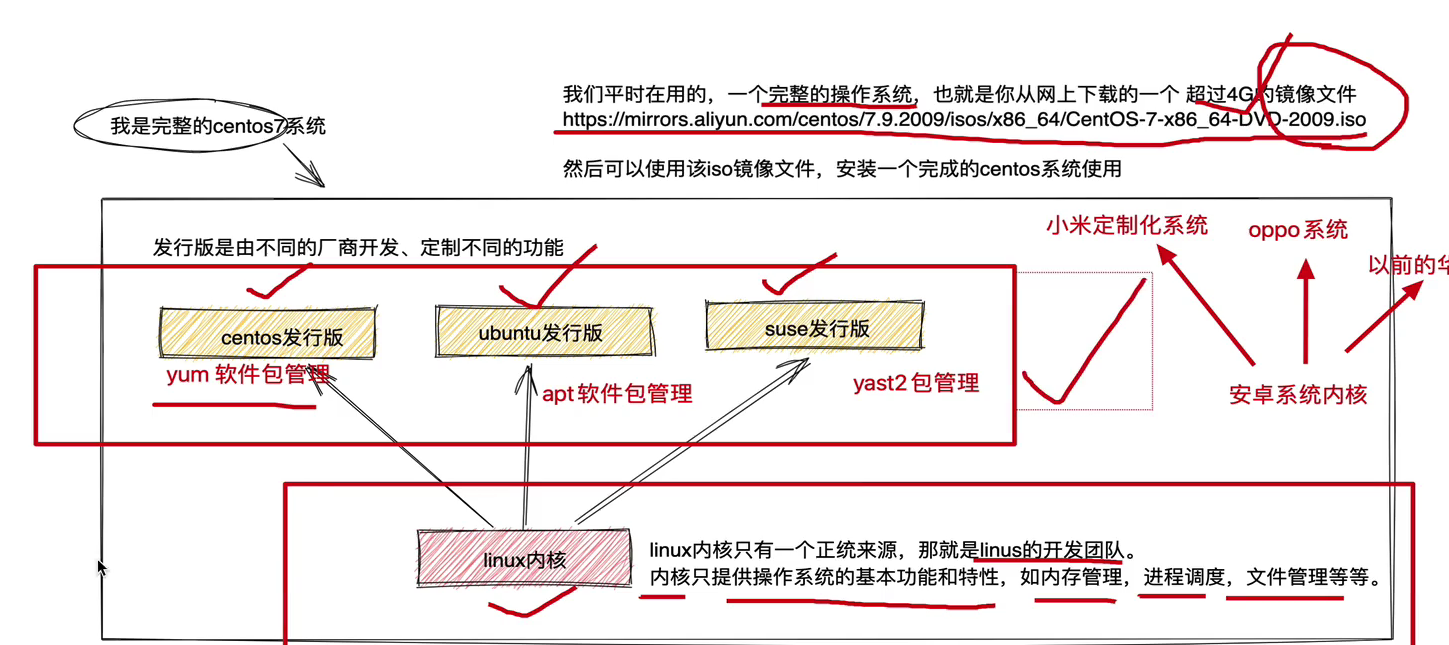 我们平时在用的，一个完整的操作系统，也就是你从网上下载的一个 超过4G的镜像文件
https://mirrors.aliyun.com/centos/7.9.2009/isos/x86_64/CentOS-7-x86_64-DVD-2009.iso
我是完整的centos7系统
然后可以使用该iso镜像文件，安装一个完成的centos系统使用
小米定制化系统
oppo系统
发行版是由不同的厂商开发、定制不同的功能
以前的华
centos发行版
ubuntu发行版
suse发行版
yum 软件包管理
apt软件包管理
yast2包管理
安卓系统内核
linux内核
linux内核只有一个正统来源，那就是linus的开发团队。
内核只提供操作系统的基本功能和特性，如内存管理，进程调度，文件管理等等。